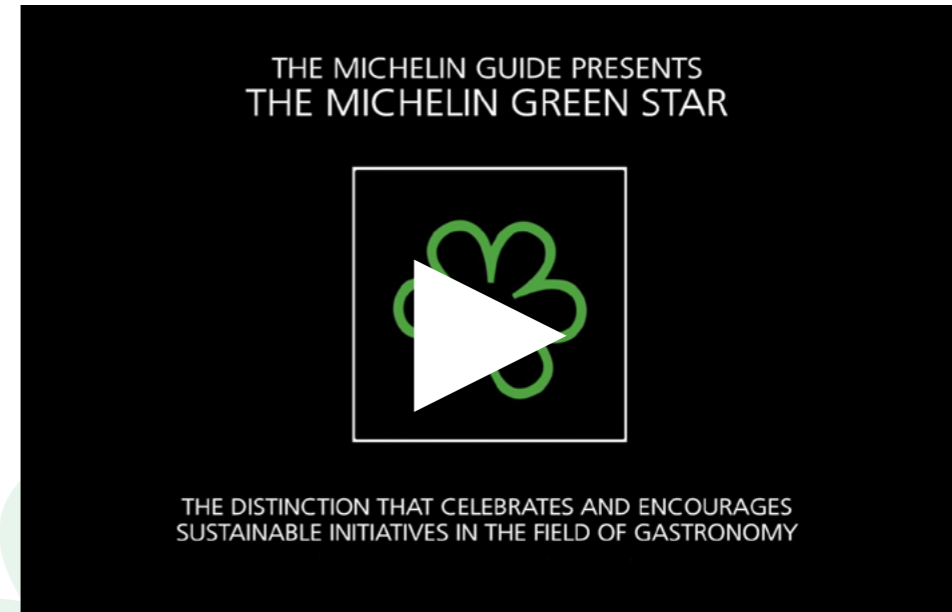 THE MICHELIN GUIDE PRESENTS
THE MICHELIN GREEN STAR
THE DISTINCTION THAT CELEBRATES AND ENCOURAGES
SUSTAINABLE INITIATIVES IN THE FIELD OF GASTRONOMY